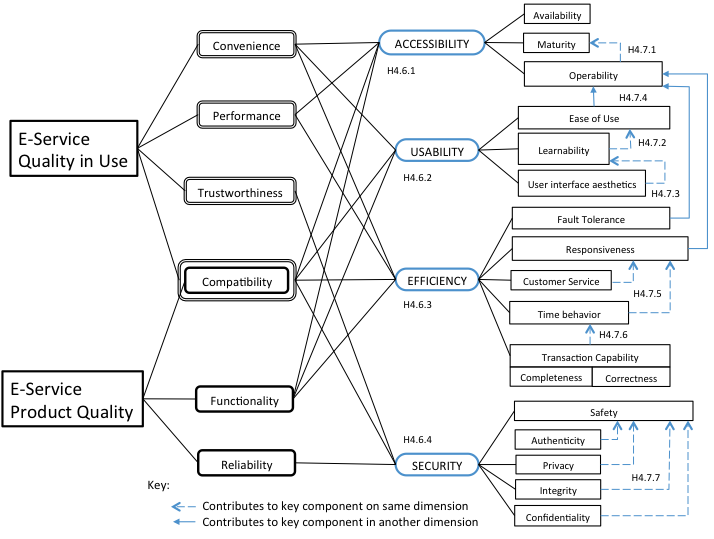 E-Service
Quality in Use
E-Service
Product Quality
Convenience
Performance
Trustworthiness
Compatibility
Functionality
Reliability
ACCESSIBILITY
H4.6.1
USABILITY
H4.6.2
EFFICIENCY
H4.6.3
H4.6.4
SECURITY
Availability
Maturity
H4.7.1
Operability
H4.7.4
Ease of Use
H4.7.2
Learnability
User interface aesthetics
H4.7.3
Fault Tolerance
Responsiveness
Customer Service
H4.7.5
Time behavior
H4.7.6
Transaction Capability
Completeness
Correctness
Safety
Authenticity
Privacy
H4.7.7
Integrity
Confidentiality
Key:
Contributes to key component on same dimension
Contributes to key component in another dimension